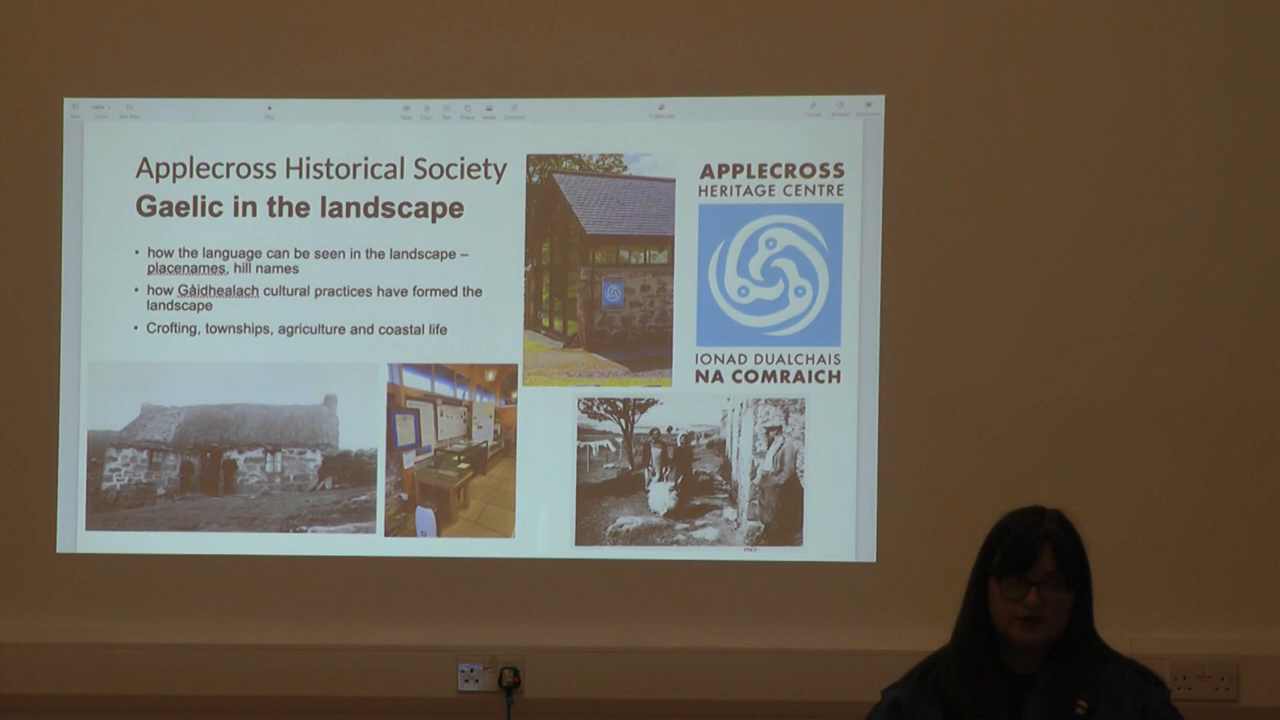 Applecross Historical Society
Gaelic in the landscape
• how the language can be seen in the landscape –
placenames, hill names
• how Gàidhealach cultural practices have formed the
landscape
• Crofting, townships, agriculture and coastal life
APPLECROSS
HERITAGE CENTRE
IONAD DUALCHAIS
NA COMRAICH